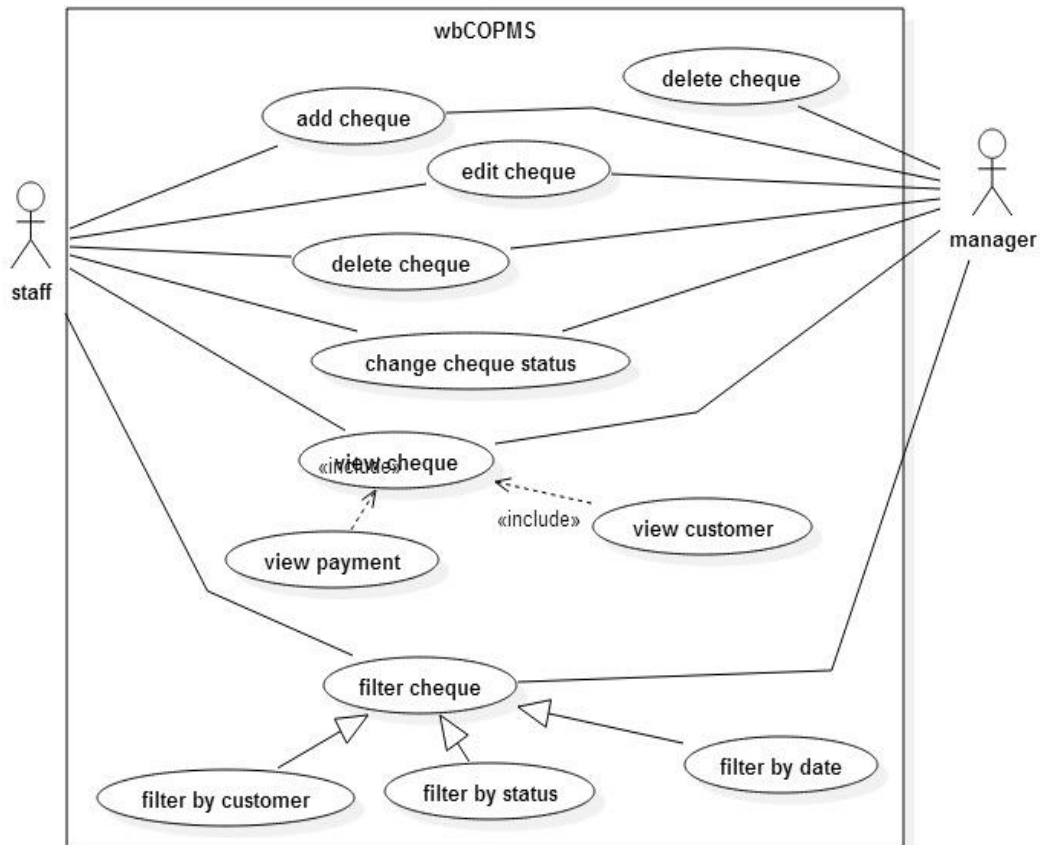 wbCOPMS
delete cheque
add cheque
edit cheque
manager
delete cheque
staff
change cheque status
view cheque
«include»
«include»
view customer
view payment
filter cheque
filter by date
filter by status
filter by customer